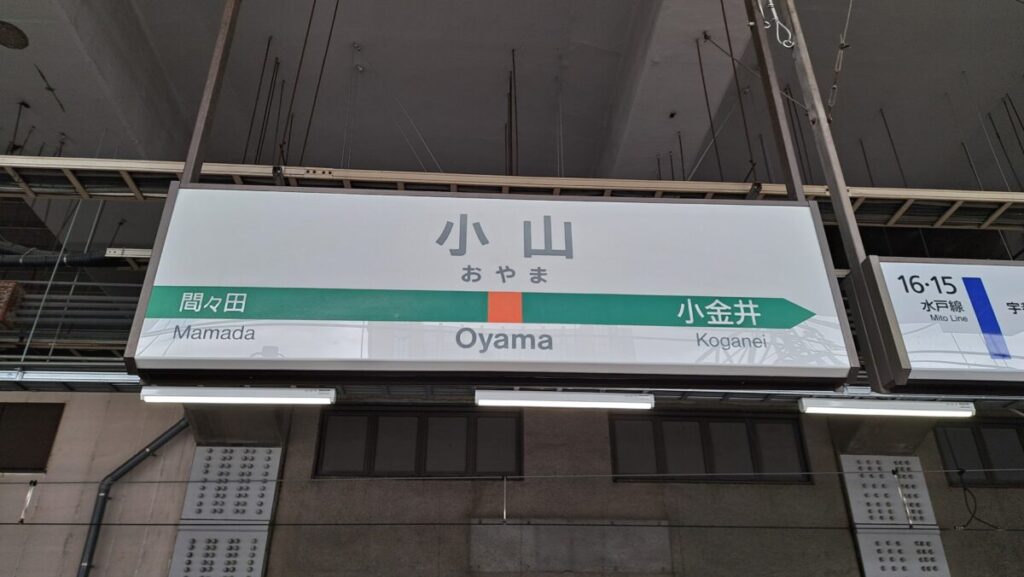 小山
おやま
間々田
小金井
Mamada
Oyama
Koganei
16・15
水戸線
Mito Line